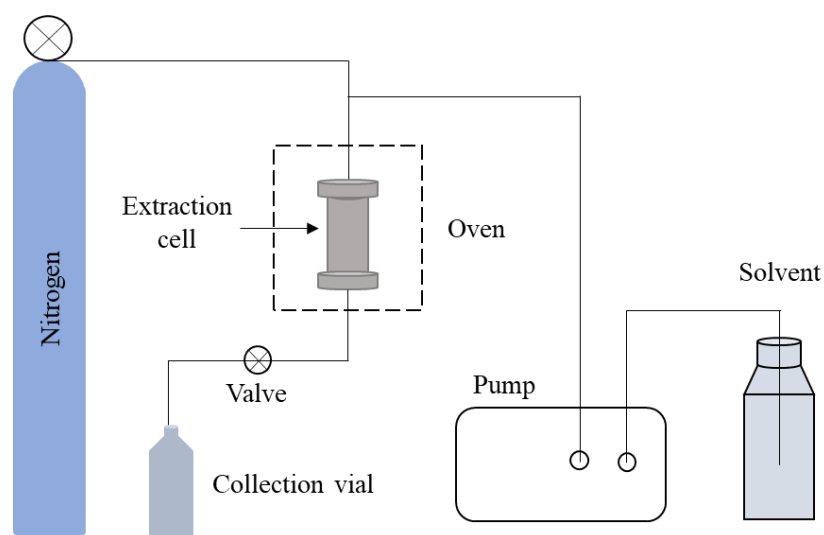 Extraction
cell
Oven
Nitrogen
Solvent
Valve
Pump
Collection vial